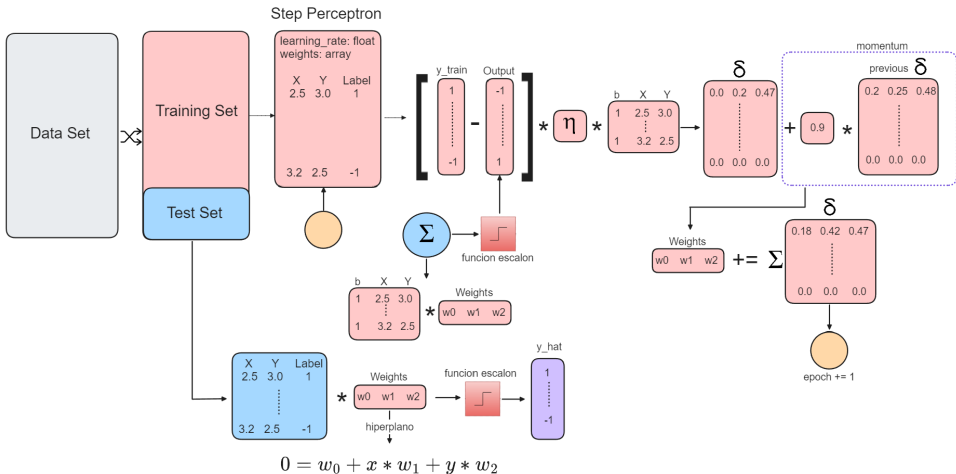 Step Perceptron
Data Set
Training Set
Test Set
learning_rate: float
weights: array
X Y Label
2.5 3.0 1
3.2 2.5 -1
[
y_train
1
-1
-
Output
-1
1
]
*
η
*
b X Y
1 2.5 3.0
1 3.2 2.5
δ
0.0 0.2 0.47
0.0 0.0 0.0
momentum
+
0.9
*
previous δ
0.2 0.25 0.48
0.0 0.0 0.0
Σ
funcion escalon
b X Y
1 2.5 3.0
1 3.2 2.5
*
Weights
w0 w1 w2
Weights
w0 w1 w2
+= Σ
δ
0.18 0.42 0.47
0.0 0.0 0.0
epoch += 1
X Y Label
2.5 3.0 1
3.2 2.5 -1
*
Weights
w0 w1 w2
hiperplano
funcion escalon
y_hat
1
-1
0 = w₀ + x * w₁ + y * w₂